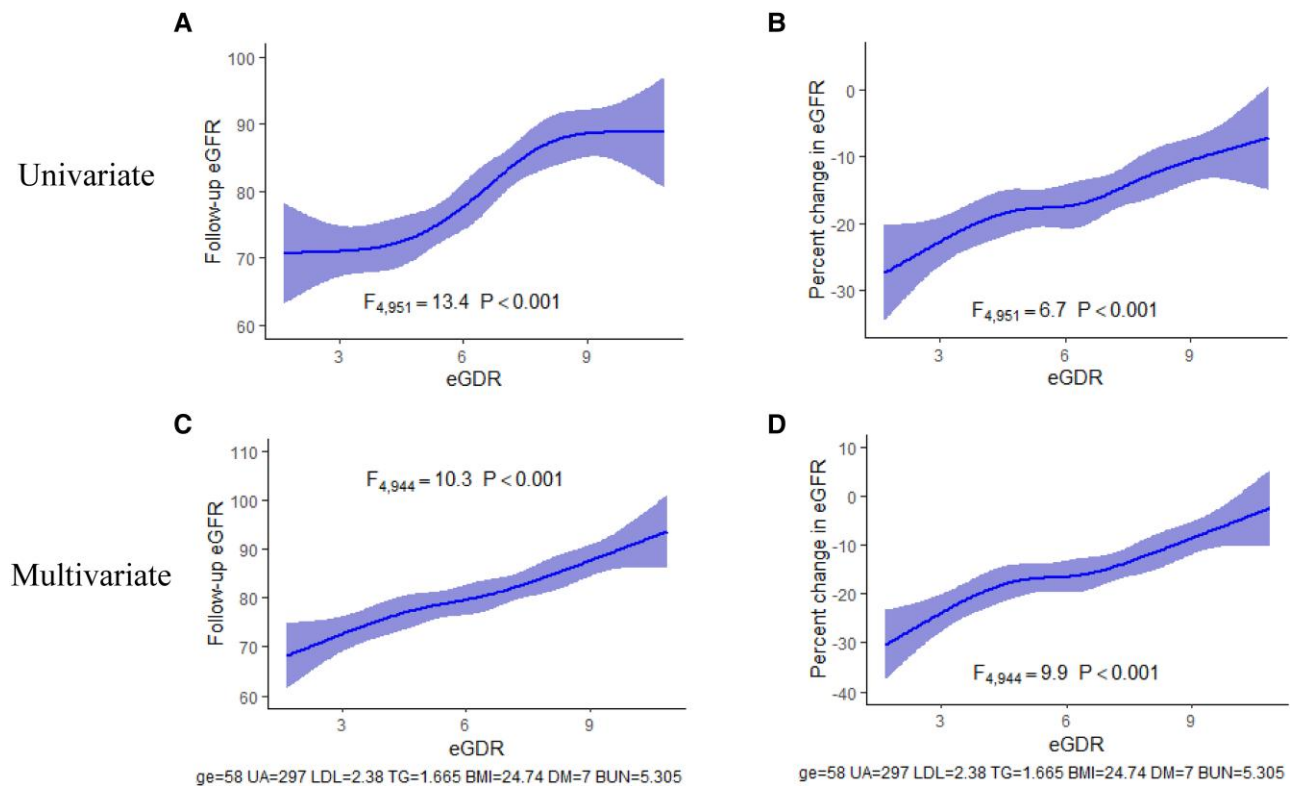 A
100
90
80
70
60
Follow-up eGFR
F4,951 = 13.4 P < 0.001
3 6 9
eGDR
B
0
-10
-20
-30
Percent change in eGFR
F4,951 = 6.7 P < 0.001
3 6 9
eGDR
Univariate
C
110
100
90
80
70
60
Follow-up eGFR
F4,944 = 10.3 P < 0.001
3 6 9
eGDR
ge=58 UA=297 LDL=2.38 TG=1.665 BMI=24.74 DM=7 BUN=5.305
D
10
0
-10
-20
-30
-40
Percent change in eGFR
F4,944 = 9.9 P < 0.001
3 6 9
eGDR
ge=58 UA=297 LDL=2.38 TG=1.665 BMI=24.74 DM=7 BUN=5.305
Multivariate